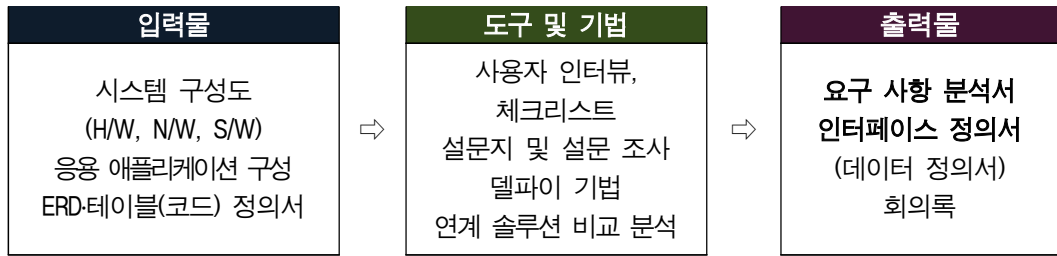 입력물
시스템 구성도
(H/W, N/W, S/W)
응용 애플리케이션 구성
ERD·테이블(코드) 정의서
⇨
도구 및 기법
사용자 인터뷰,
체크리스트
설문지 및 설문 조사
델파이 기법
연계 솔루션 비교 분석
⇨
출력물
요구 사항 분석서
인터페이스 정의서
(데이터 정의서)
회의록